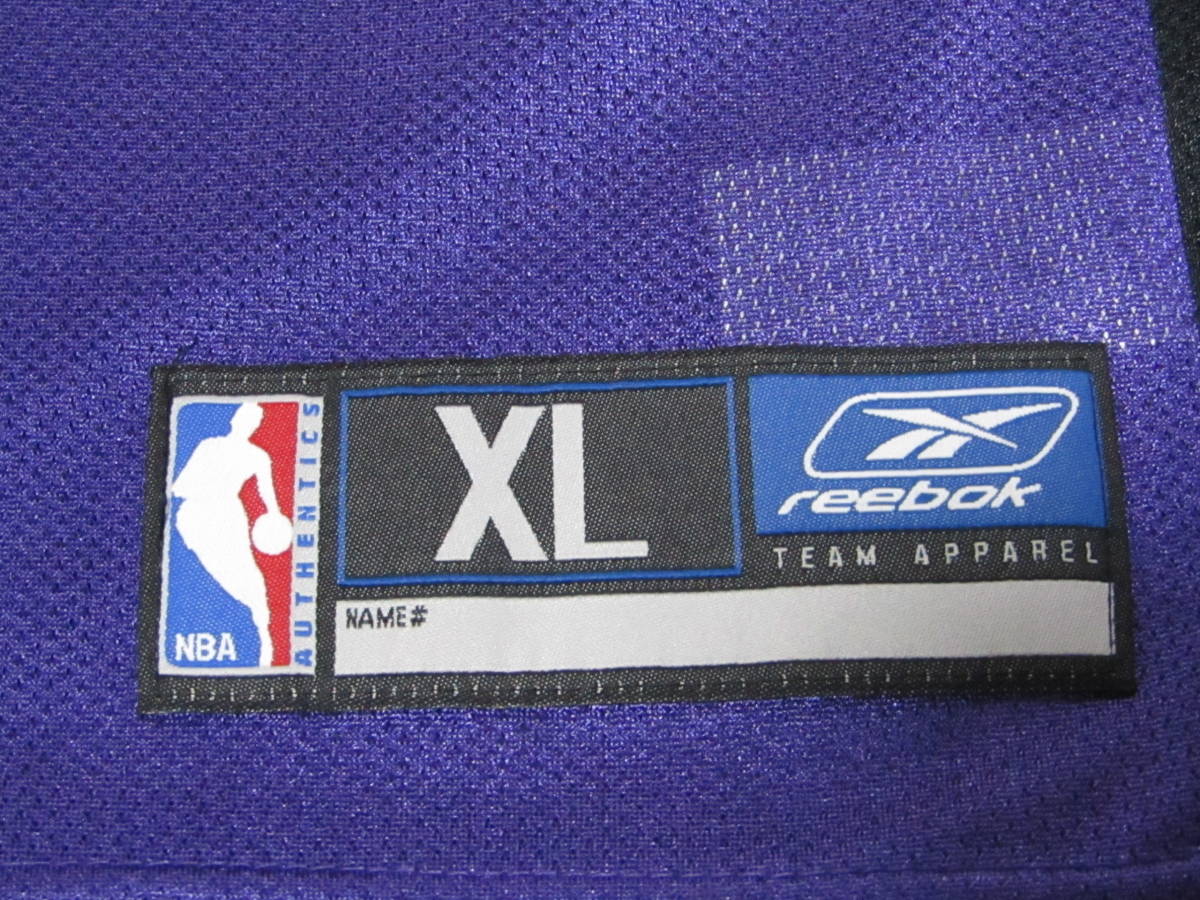 NBA
AUTHENTICS
XL
reebok
TEAM APPAREL
NAME#